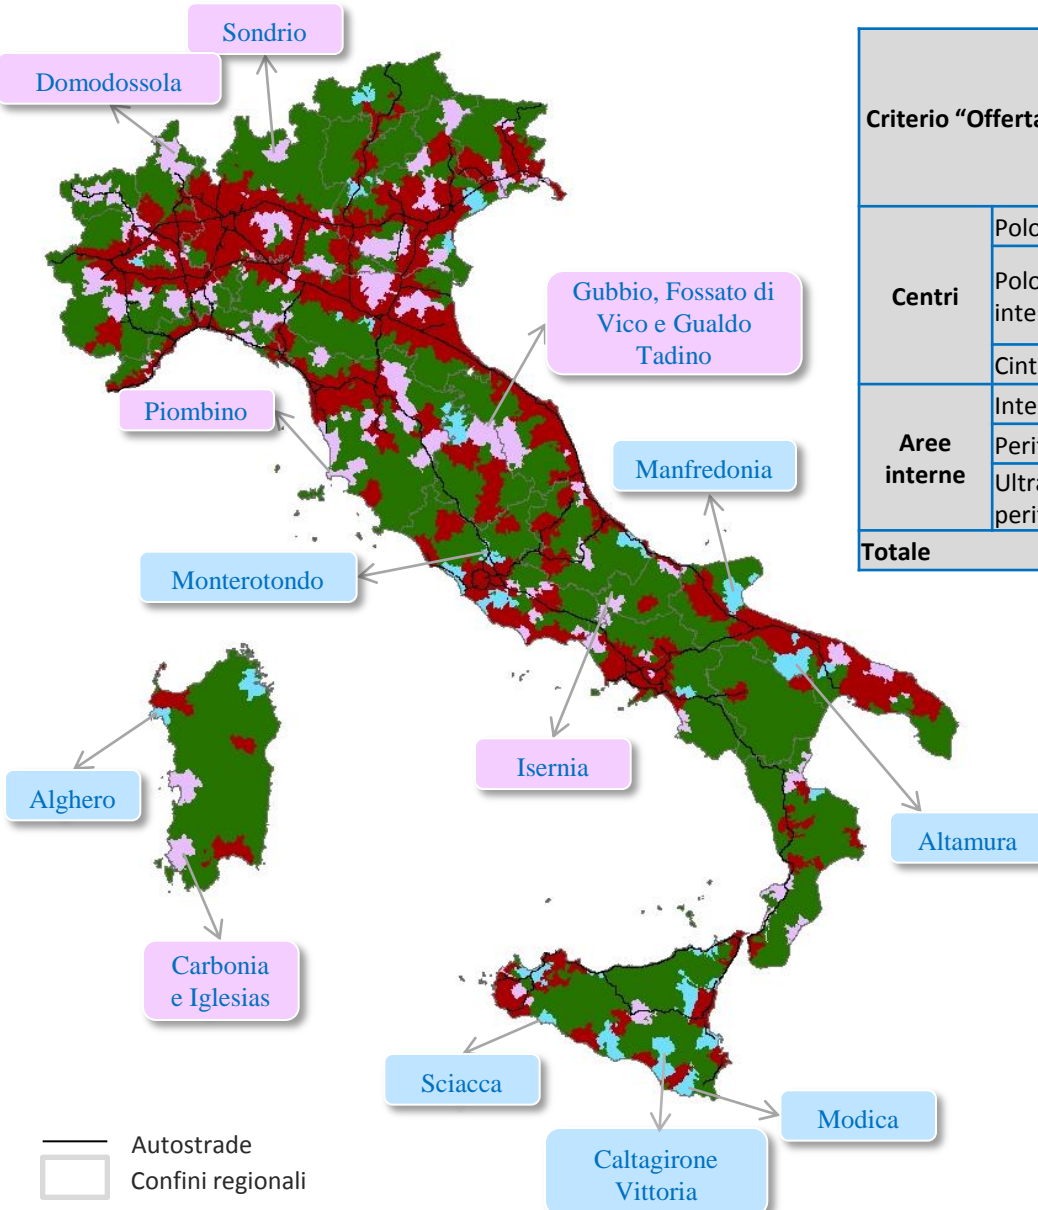 Sondrio
Domodossola
Criterio “Offerta
Centri
Polo
Polo
inte
Cint
Aree
interne
Inte
Perif
Ultra
perif
Totale
Gubbio, Fossato di
Vico e Gualdo
Tadino
Piombino
Manfredonia
Monterotondo
Isernia
Alghero
Altamura
Carbonia
e Iglesias
Sciacca
Modica
Caltagirone
Vittoria
Autostrade
Confini regionali